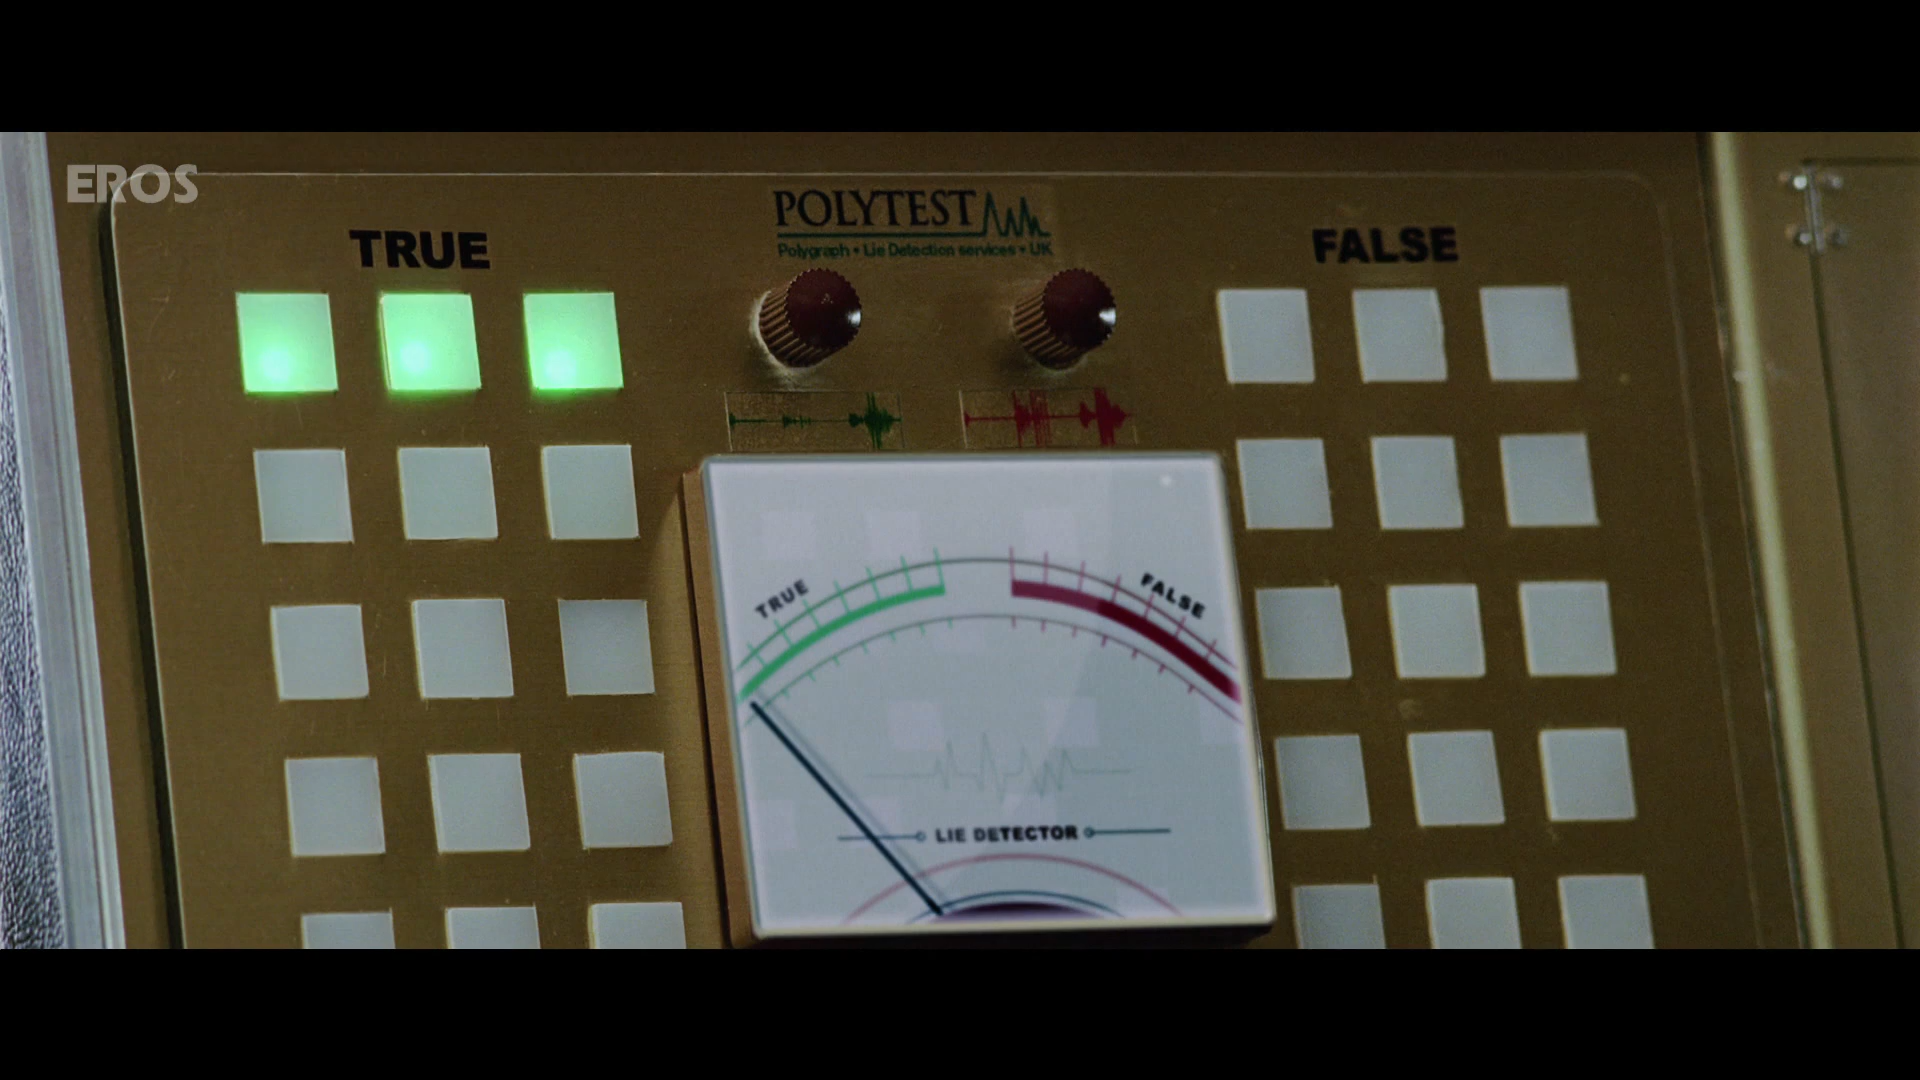 EROS
POLYTEST
Polygraph • Lie Detection services • UK
TRUE
FALSE
TRUE
FALSE
LIE DETECTOR